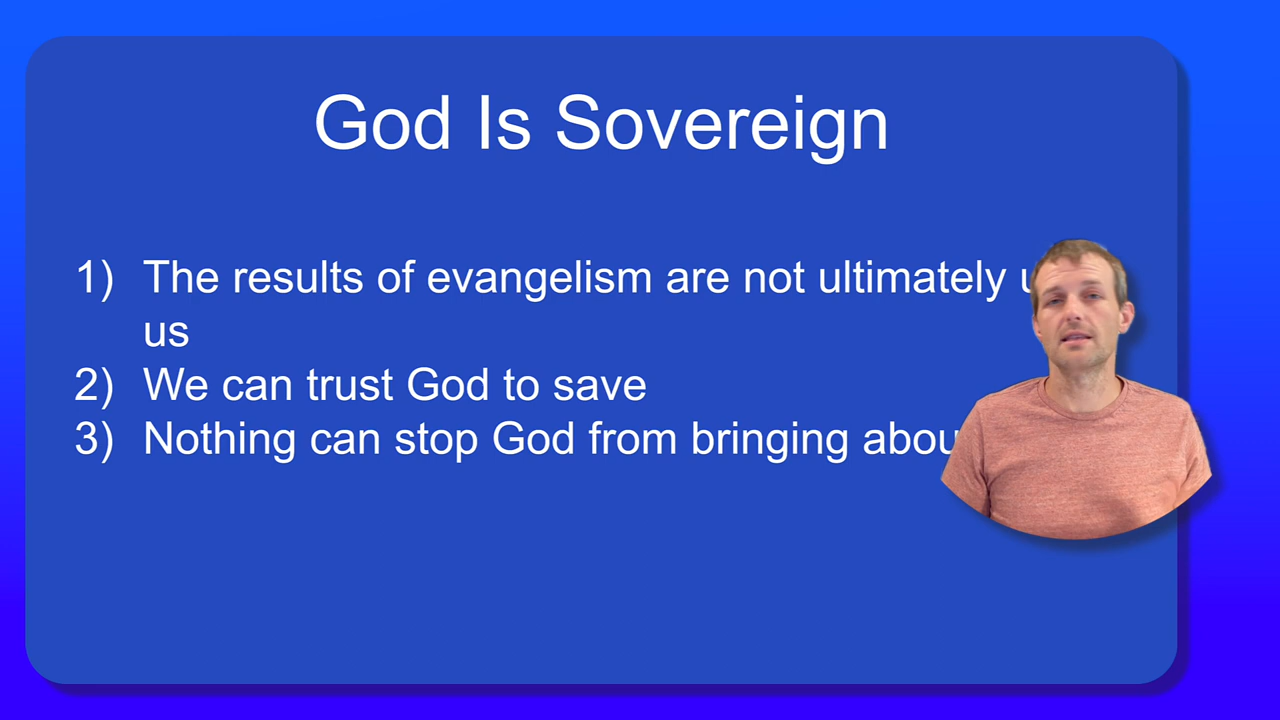 God Is Sovereign
1) The results of evangelism are not ultimately
us
2) We can trust God to save
3) Nothing can stop God from bringing